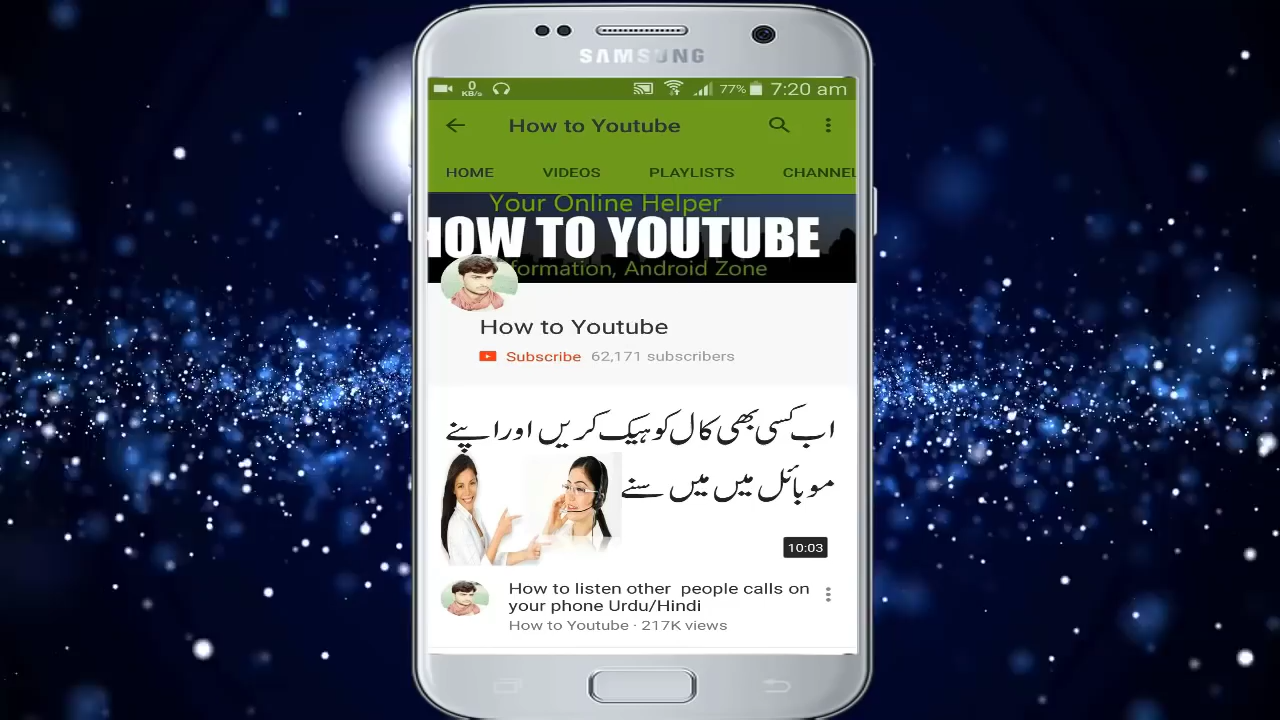 SAMSUNG
0
KB/s
77%
7:20 am
How to Youtube
HOME VIDEOS PLAYLISTS CHANNEL
Your Online Helper
HOW TO YOUTUBE
formation, Android Zone
How to Youtube
Subscribe 62,171 subscribers
اب کسی بھی کال کو ہیک کریں اور اپنے
موبائل میں میں سنے
10:03
How to listen other people calls on
your phone Urdu/Hindi
How to Youtube · 217K views